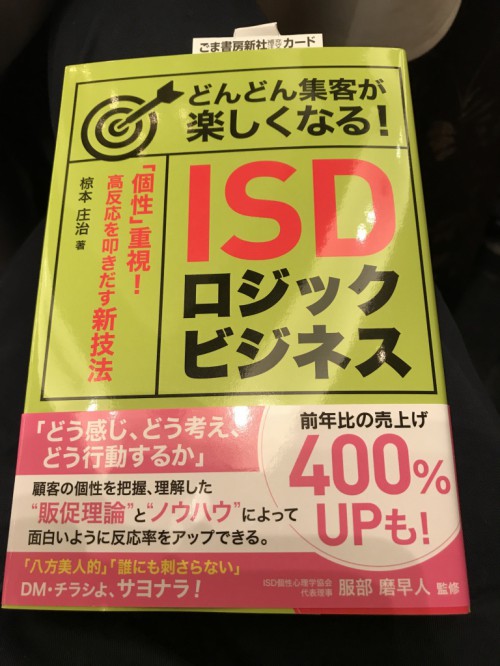 ごま書房新社愛読者カード
どんどん集客が
楽しくなる！
ISD
ロジック
ビジネス
「個性」重視！
高反応を叩きだす新技法
椋本 庄治 著
「どう感じ、どう考え、
どう行動するか」
顧客の個性を把握、理解した
“販促理論”と“ノウハウ”によって
面白いように反応率をアップできる。
前年比の売上げ
400%
UPも！
「八方美人的」「誰にも刺さらない」
DM・チラシよ、サヨナラ！
ISD個性心理学協会
代表理事 服部 磨早人 監修